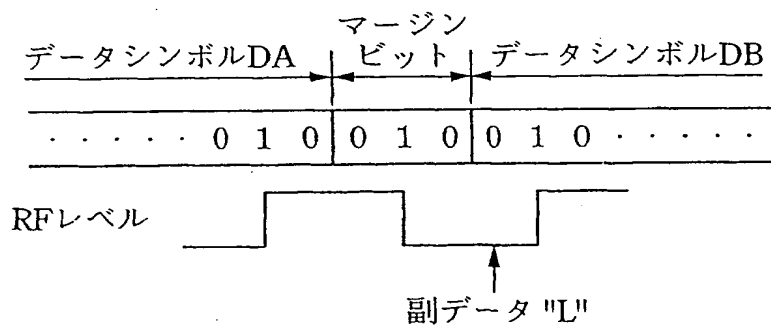 マージン
データシンボルDA ビット データシンボルDB
· · · · · 0 1 0 0 1 0 0 1 0 · · · · ·
RFレベル
副データ "L"